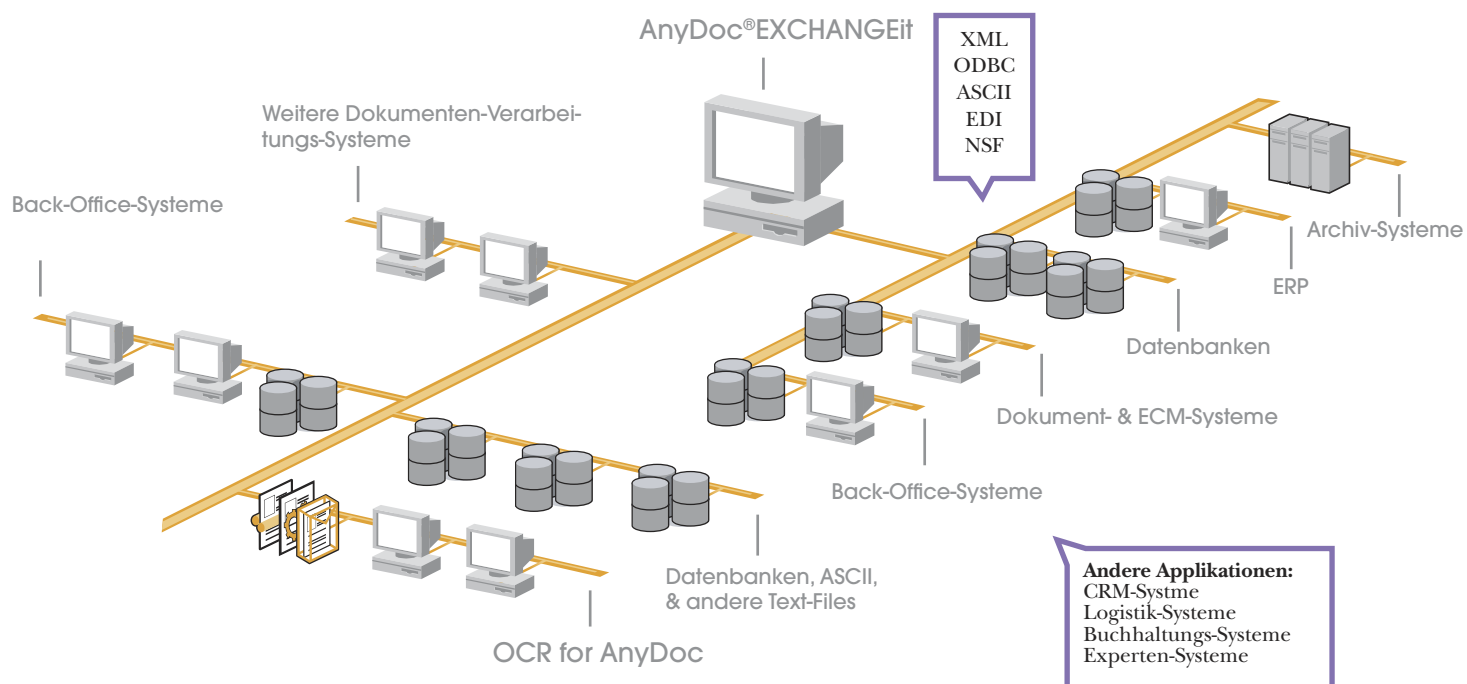 AnyDoc®EXCHANGEit
XML
ODBC
ASCII
EDI
NSF
Weitere Dokumenten-Verarbei-
tungs-Systeme
Back-Office-Systeme
Archiv-Systeme
ERP
Datenbanken
Dokument- & ECM-Systeme
Back-Office-Systeme
Datenbanken, ASCII,
& andere Text-Files
OCR for AnyDoc
Andere Applikationen:
CRM-Systme
Logistik-Systeme
Buchhaltungs-Systeme
Experten-Systeme